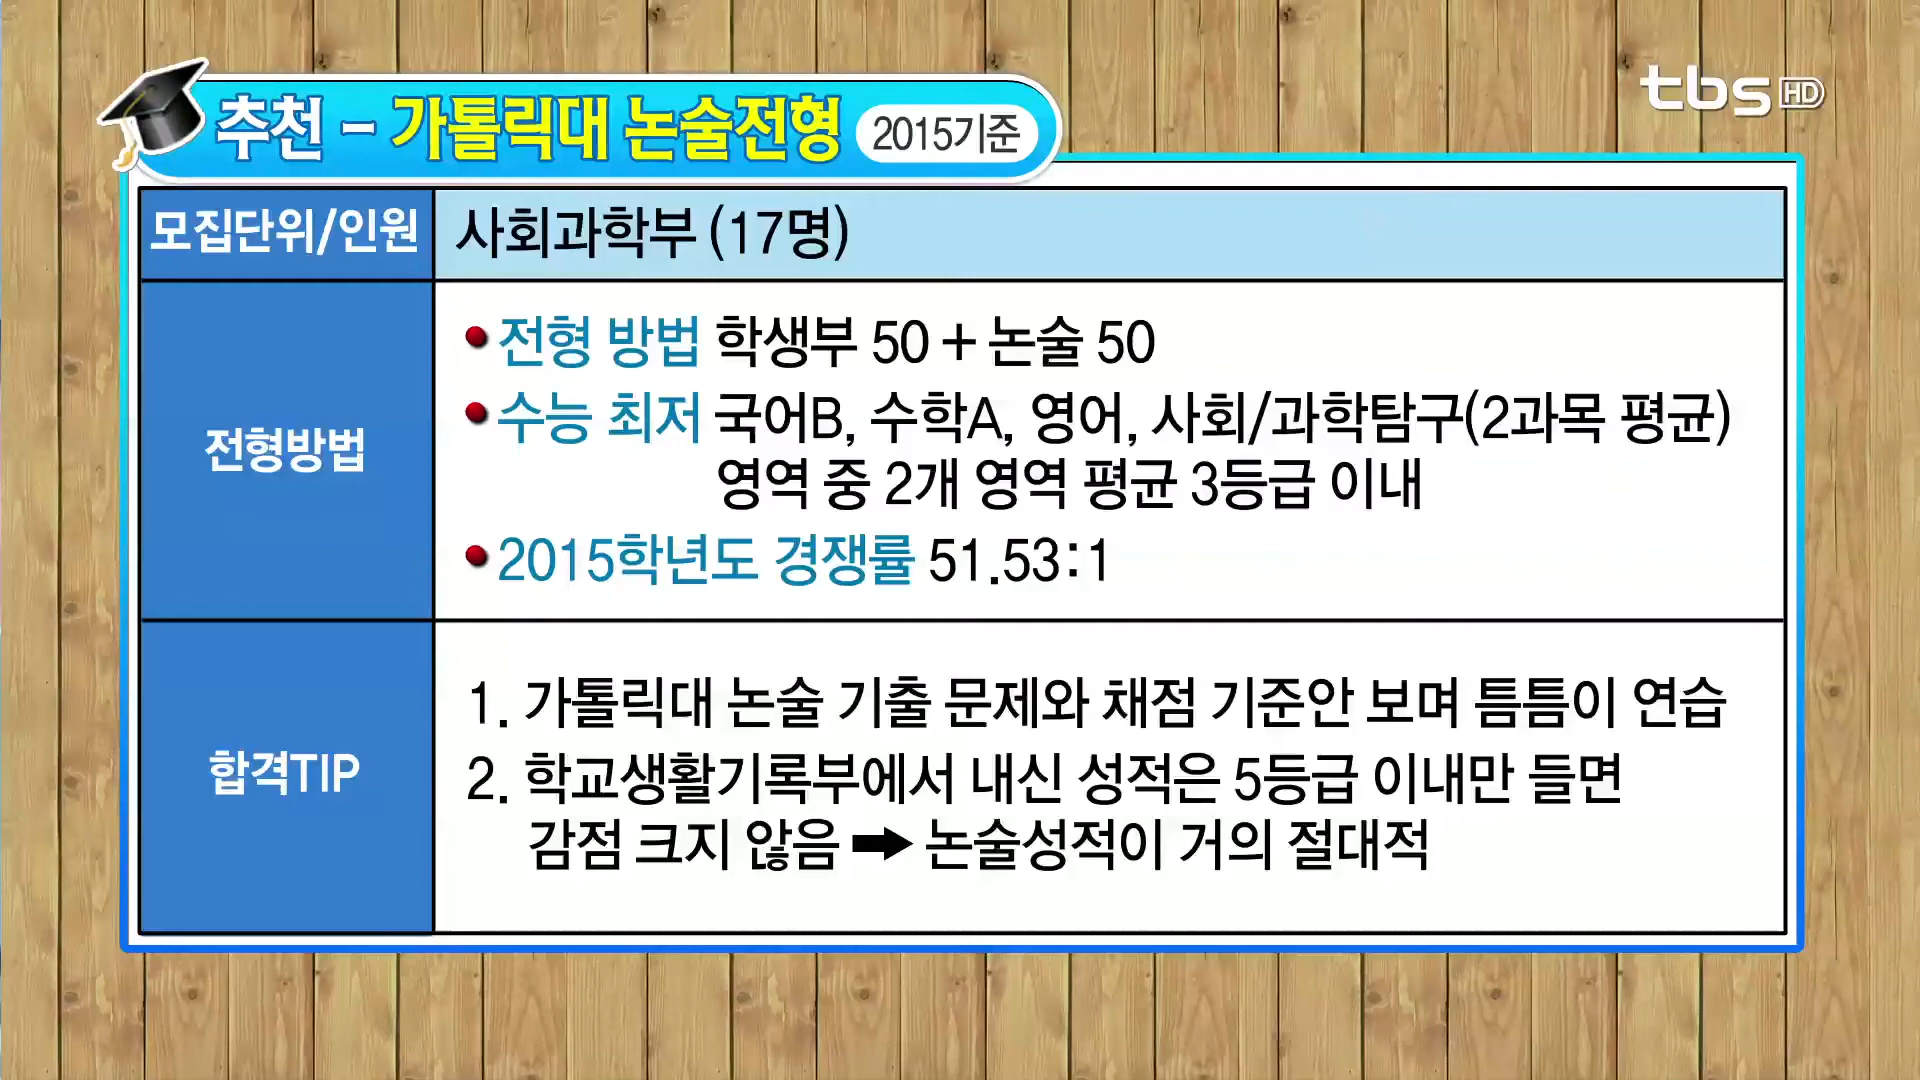 추천 - 가톨릭대 논술전형 2015기준
tbs HD
모집단위/인원 사회과학부 (17명)
전형방법
• 전형 방법 학생부 50 + 논술 50
• 수능 최저 국어B, 수학A, 영어, 사회/과학탐구(2과목 평균)
영역 중 2개 영역 평균 3등급 이내
• 2015학년도 경쟁률 51.53:1
합격TIP
1. 가톨릭대 논술 기출 문제와 채점 기준안 보며 틈틈이 연습
2. 학교생활기록부에서 내신 성적은 5등급 이내만 들면
감점 크지 않음 ➡ 논술성적이 거의 절대적